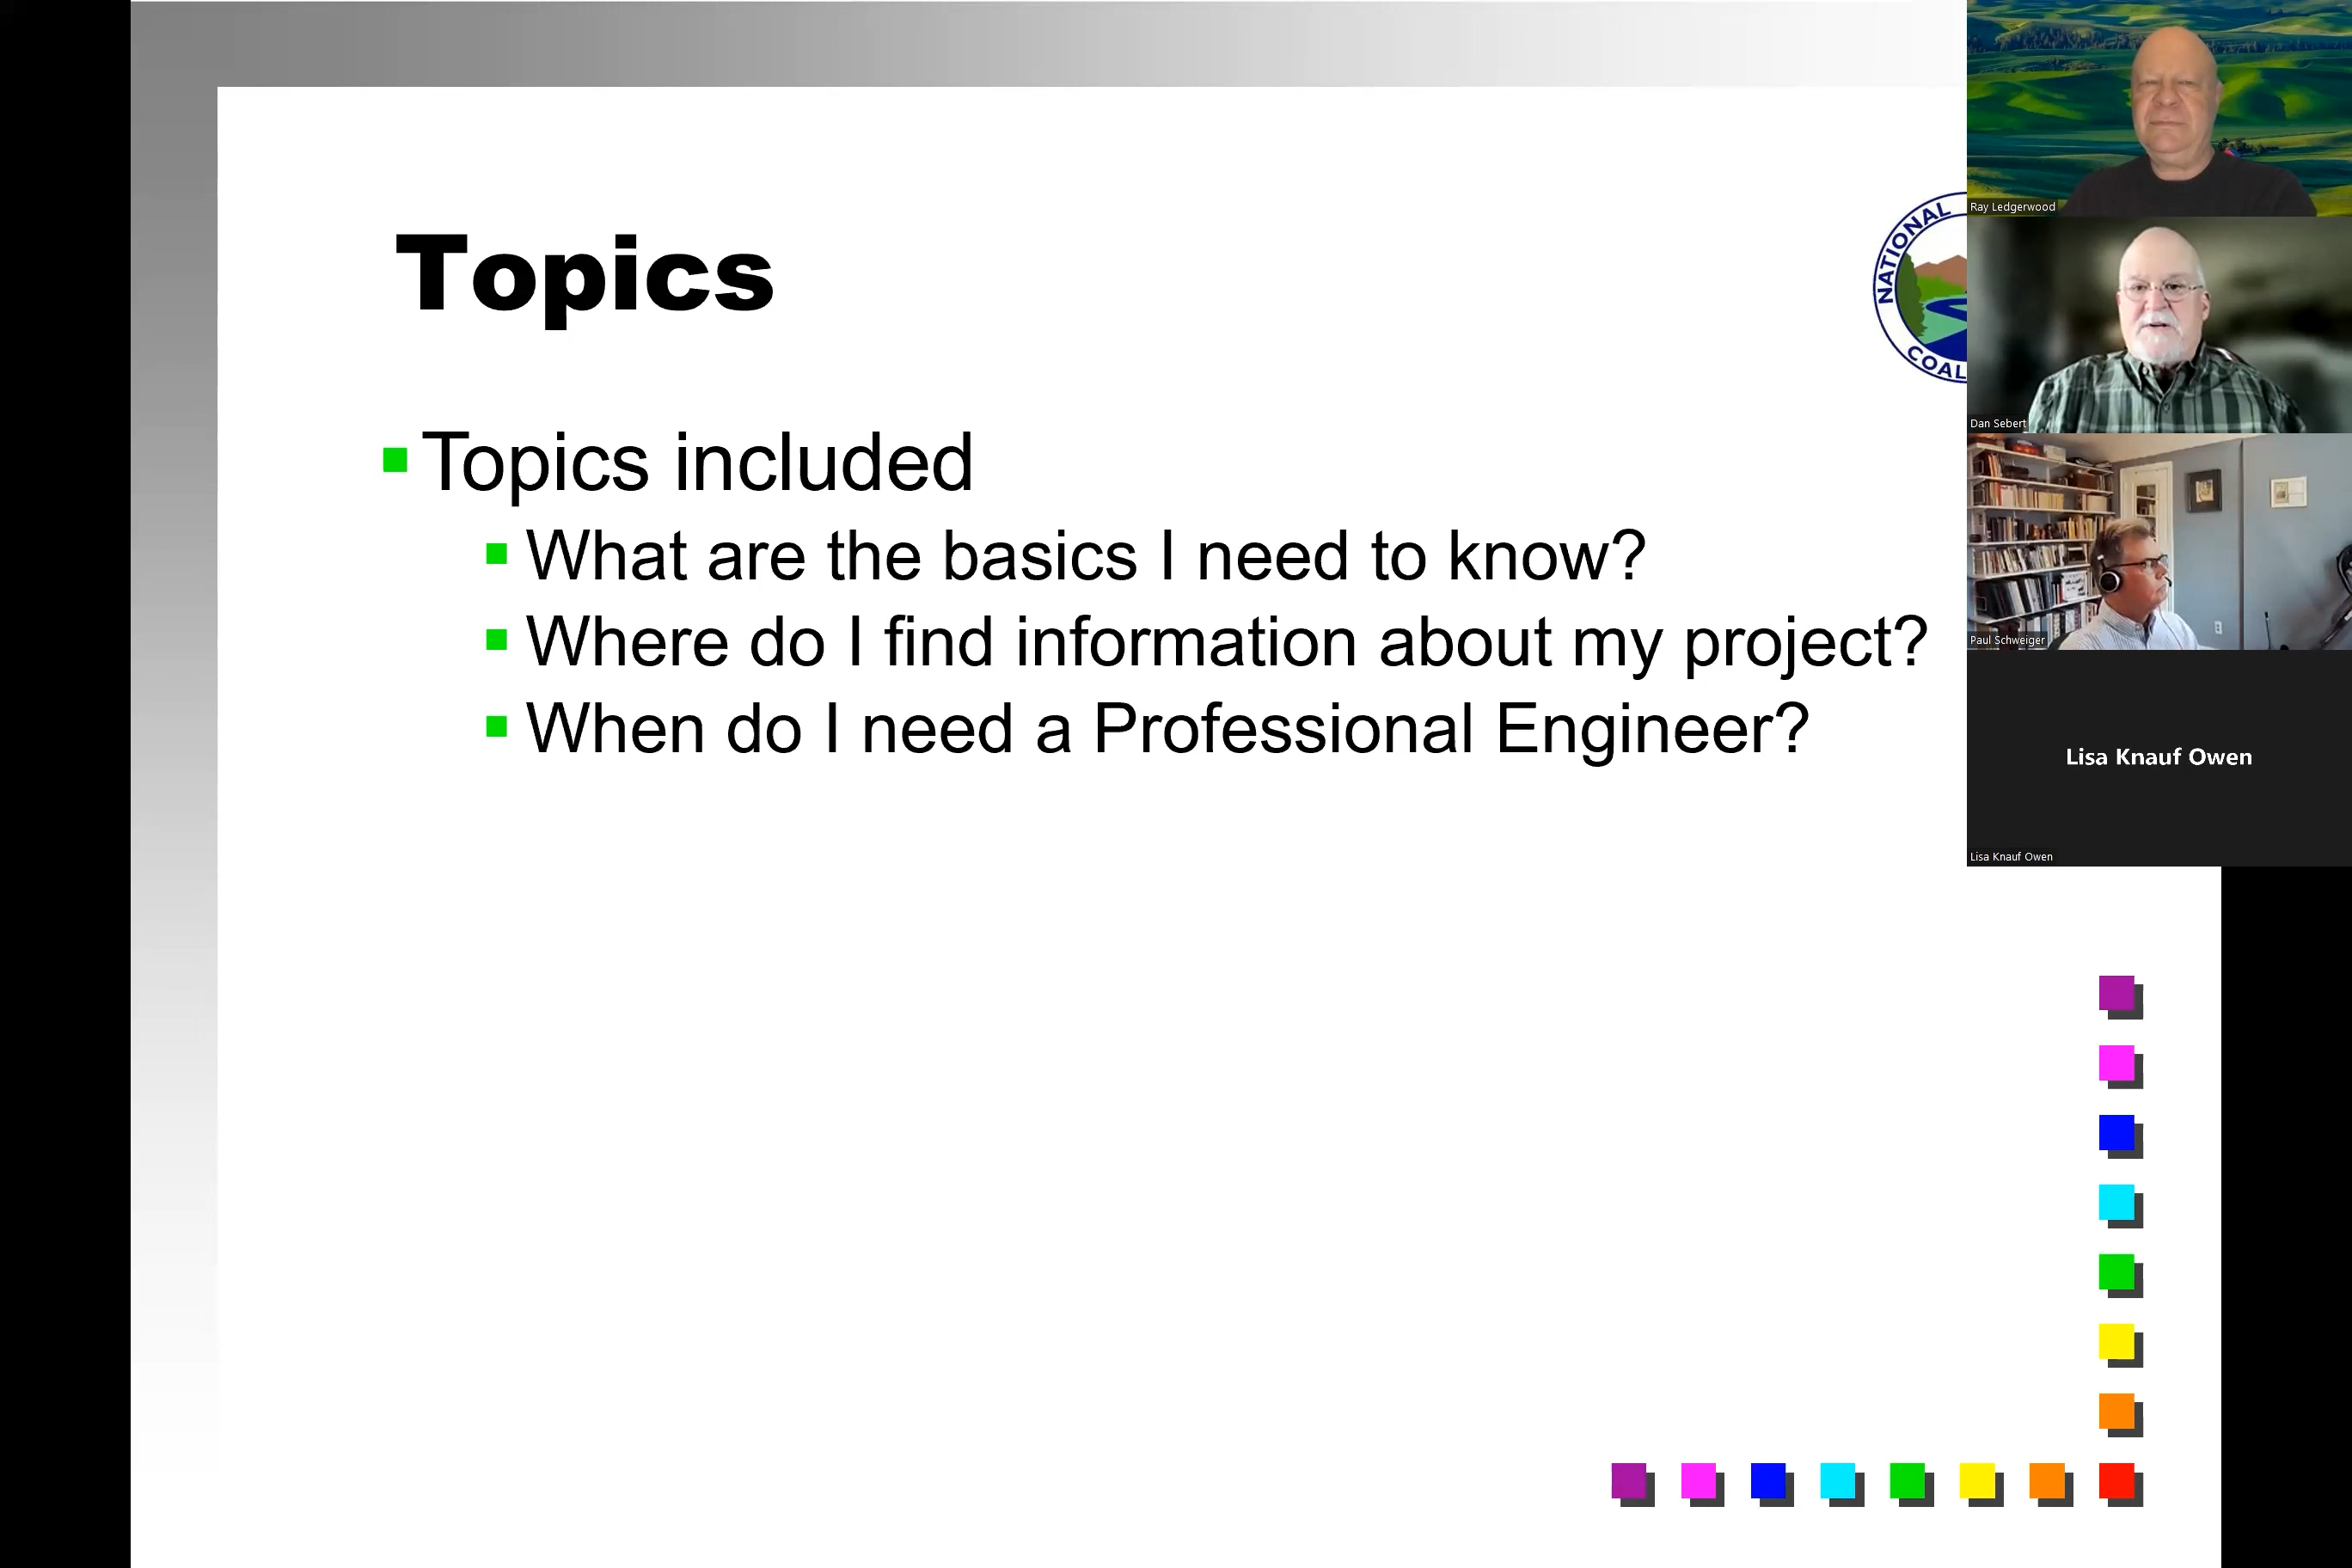 Topics
Topics included
What are the basics I need to know?
Where do I find information about my project?
When do I need a Professional Engineer?
NATIONAL
Ray Ledgerwood
Dan Sebert
Paul Schweiger
Lisa Knauf Owen
Lisa Knauf Owen